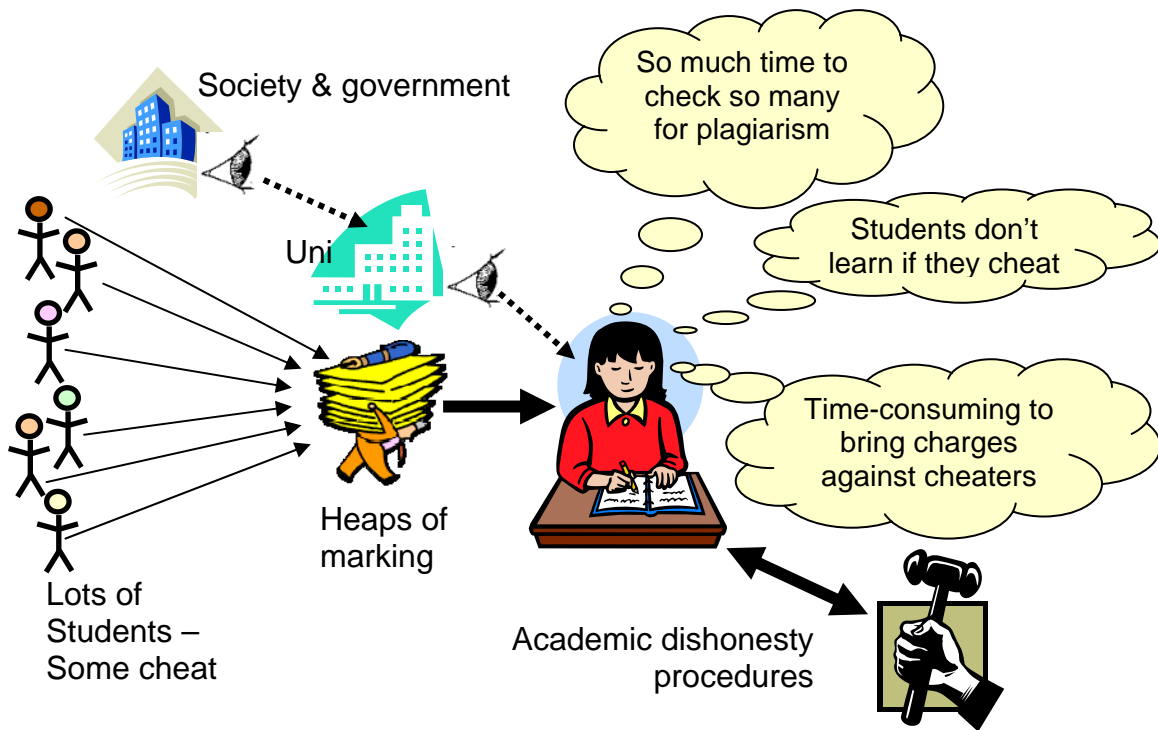 Society & government
So much time to
check so many
for plagiarism
Uni
Students don’t
learn if they cheat
Time-consuming to
bring charges
against cheaters
Heaps of
marking
Lots of
Students –
Some cheat
Academic dishonesty
procedures